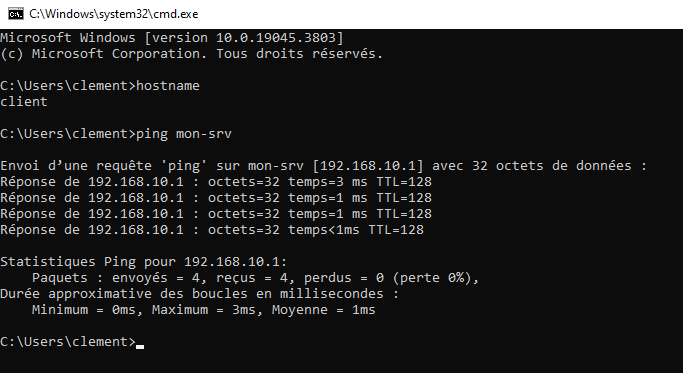 C:\Windows\system32\cmd.exe
Microsoft Windows [version 10.0.19045.3803]
(c) Microsoft Corporation. Tous droits réservés.
C:\Users\clement>hostname
client
C:\Users\clement>ping mon-srv
Envoi d’une requête 'ping' sur mon-srv [192.168.10.1] avec 32 octets de données :
Réponse de 192.168.10.1 : octets=32 temps=3 ms TTL=128
Réponse de 192.168.10.1 : octets=32 temps=1 ms TTL=128
Réponse de 192.168.10.1 : octets=32 temps=1 ms TTL=128
Réponse de 192.168.10.1 : octets=32 temps<1ms TTL=128
Statistiques Ping pour 192.168.10.1:
    Paquets : envoyés = 4, reçus = 4, perdus = 0 (perte 0%),
Durée approximative des boucles en millisecondes :
    Minimum = 0ms, Maximum = 3ms, Moyenne = 1ms
C:\Users\clement>